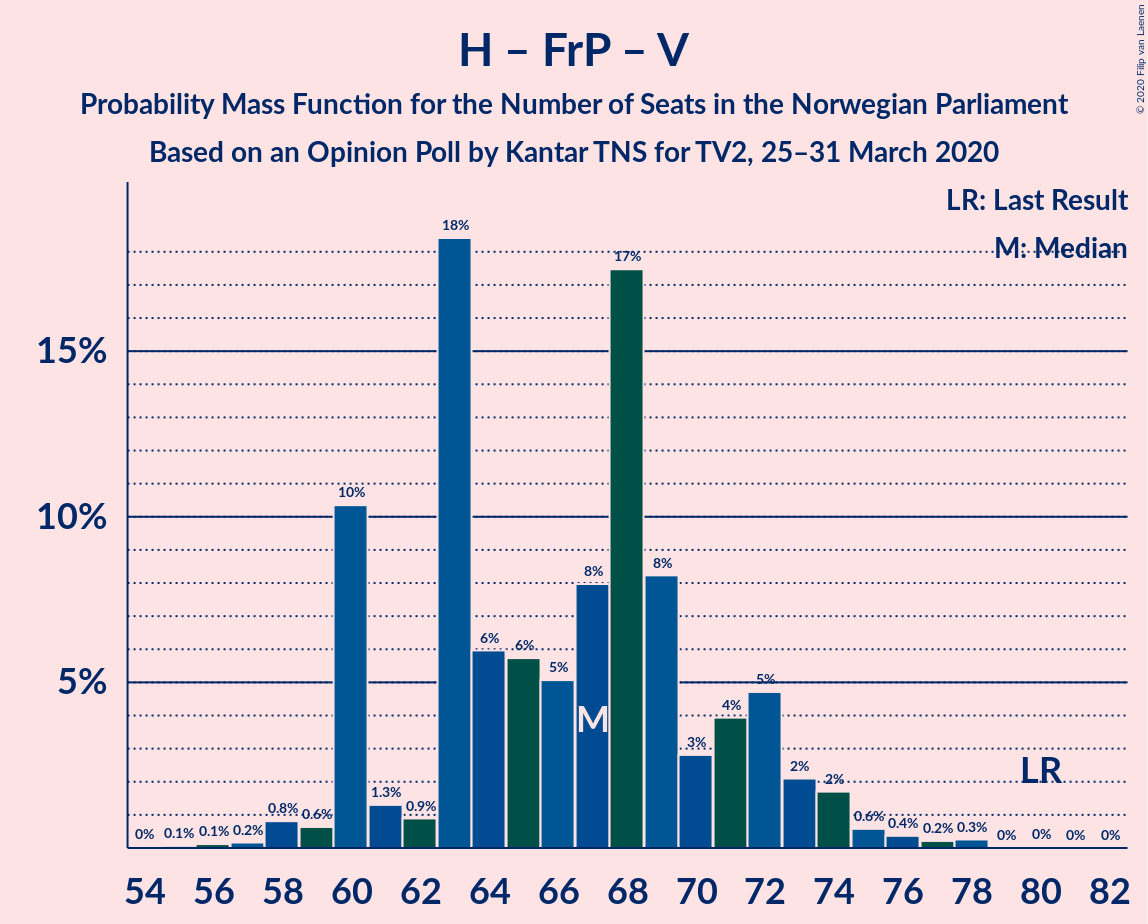 H – FrP – V
Probability Mass Function for the Number of Seats in the Norwegian Parliament
Based on an Opinion Poll by Kantar TNS for TV2, 25–31 March 2020
© 2020 Filip van Laenen
LR: Last Result
M: Median
15%
10%
5%
0% 0.1% 0.1% 0.2% 0.8% 0.6% 10% 1.3% 0.9% 18% 6% 6% 5% 8% 17% 8% 3% 4% 5% 2% 2% 0.6% 0.4% 0.2% 0.3% 0% 0% 0% 0%
M
LR
54 56 58 60 62 64 66 68 70 72 74 76 78 80 82